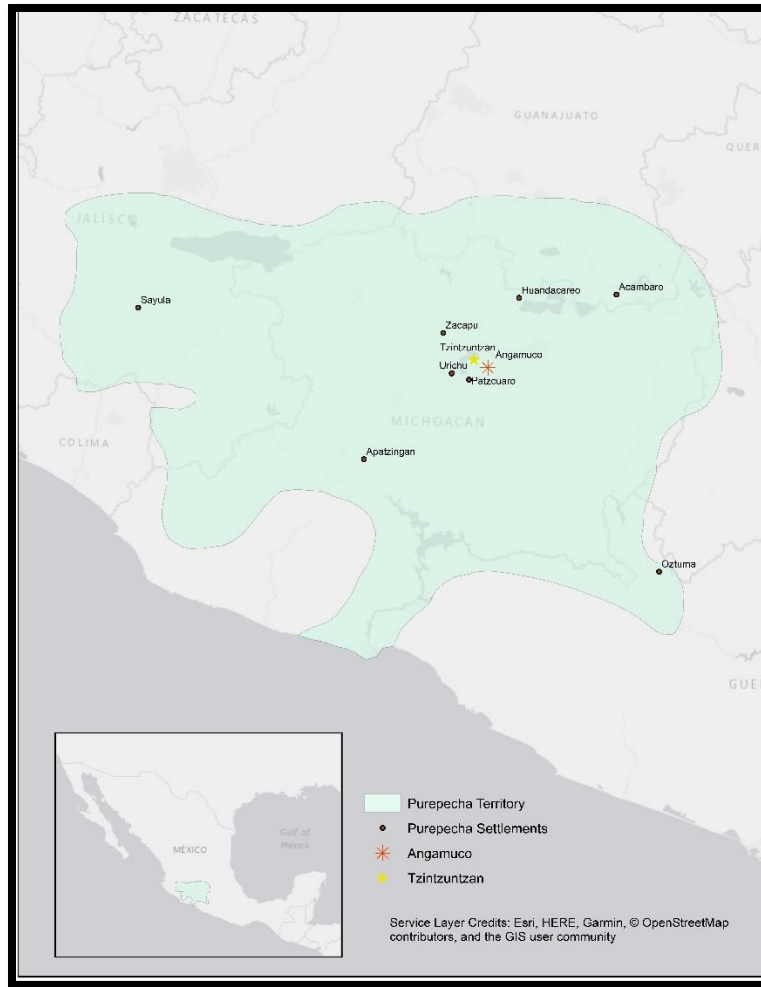 ZACATECAS
GUANAJUATO
QUER
JALISCO
Sayula
Huandacareo
Acambaro
Zacapu
Tzintzuntzan
Angamuco
Urichu
Patzcuaro
MICHOACÁN
COLIMA
Apatzingan
Oztuma
GUE
Gulf of
Mexico
MÉXICO
Purepecha Territory
Purepecha Settlements
Angamuco
Tzintzuntzan
Service Layer Credits: Esri, HERE, Garmin, © OpenStreetMap
contributors, and the GIS user community